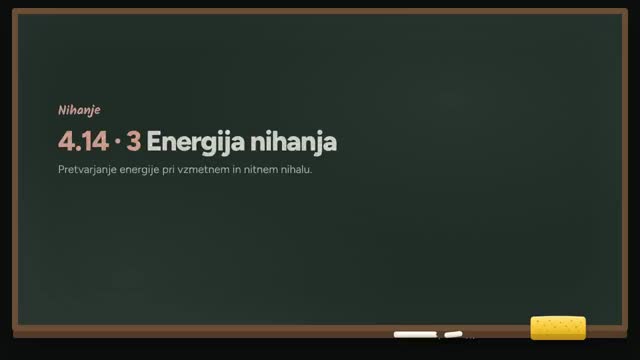 Nihanje
4.14 · 3 Energija nihanja
Pretvarjanje energije pri vzmetnem in nitnem nihalu.